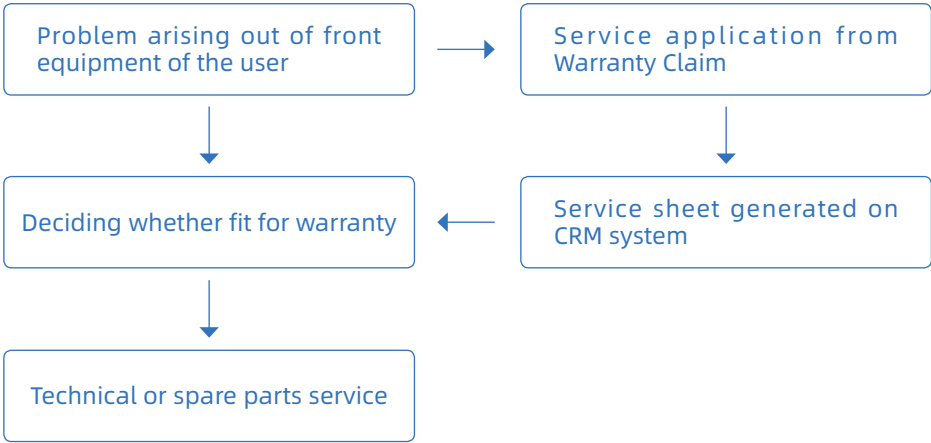 Problem arising out of front
equipment of the user
Service application from
Warranty Claim
Deciding whether fit for warranty
Service sheet generated on
CRM system
Technical or spare parts service